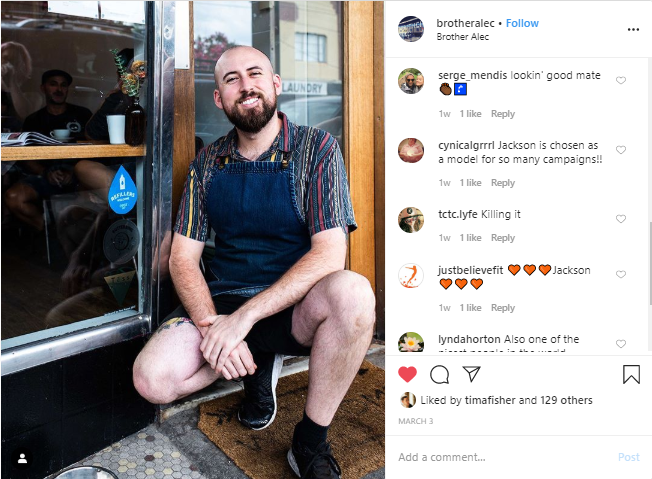 brotheralec • Follow
Brother Alec
serge_mendis lookin' good mate
1w 1 like Reply
cynicalgrrrl Jackson is chosen as
a model for so many campaigns!!
1w 1 like Reply
tctc.lyfe Killing it
1w 1 like Reply
justbelievefit 🧡🧡🧡Jackson
🧡🧡🧡
1w 1 like Reply
lyndahorton Also one of the
nicest people in the world
Liked by timafisher and 129 others
MARCH 3
Add a comment...
Post
LAUNDRY
REFILLERS